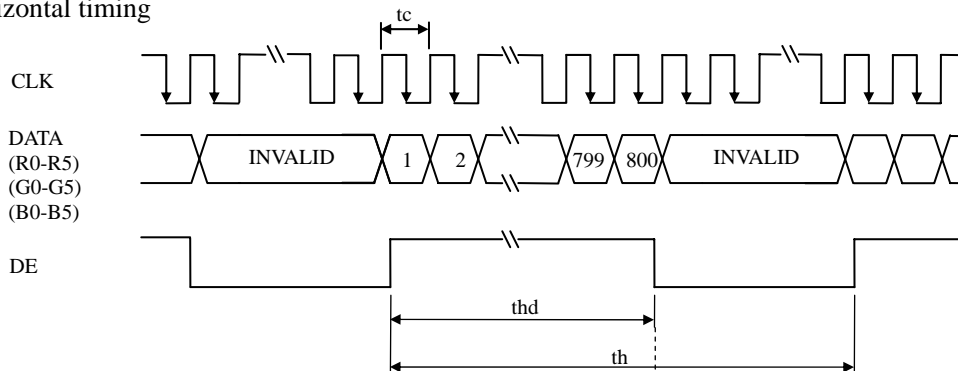 izontal timing
tc
CLK
DATA
(R0-R5)
(G0-G5)
(B0-B5)
INVALID 1 2 799 800 INVALID
DE
thd
th